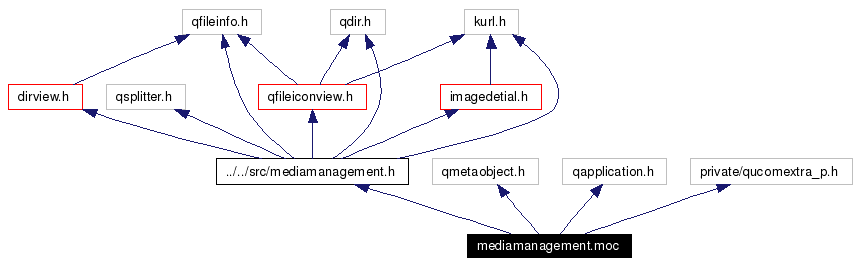 qfileinfo.h
qdir.h
kurl.h
dirview.h
qsplitter.h
qfileiconview.h
imagedetial.h
../../src/mediamanagement.h
qmetaobject.h
qapplication.h
private/qucomextra_p.h
mediamanagement.moc